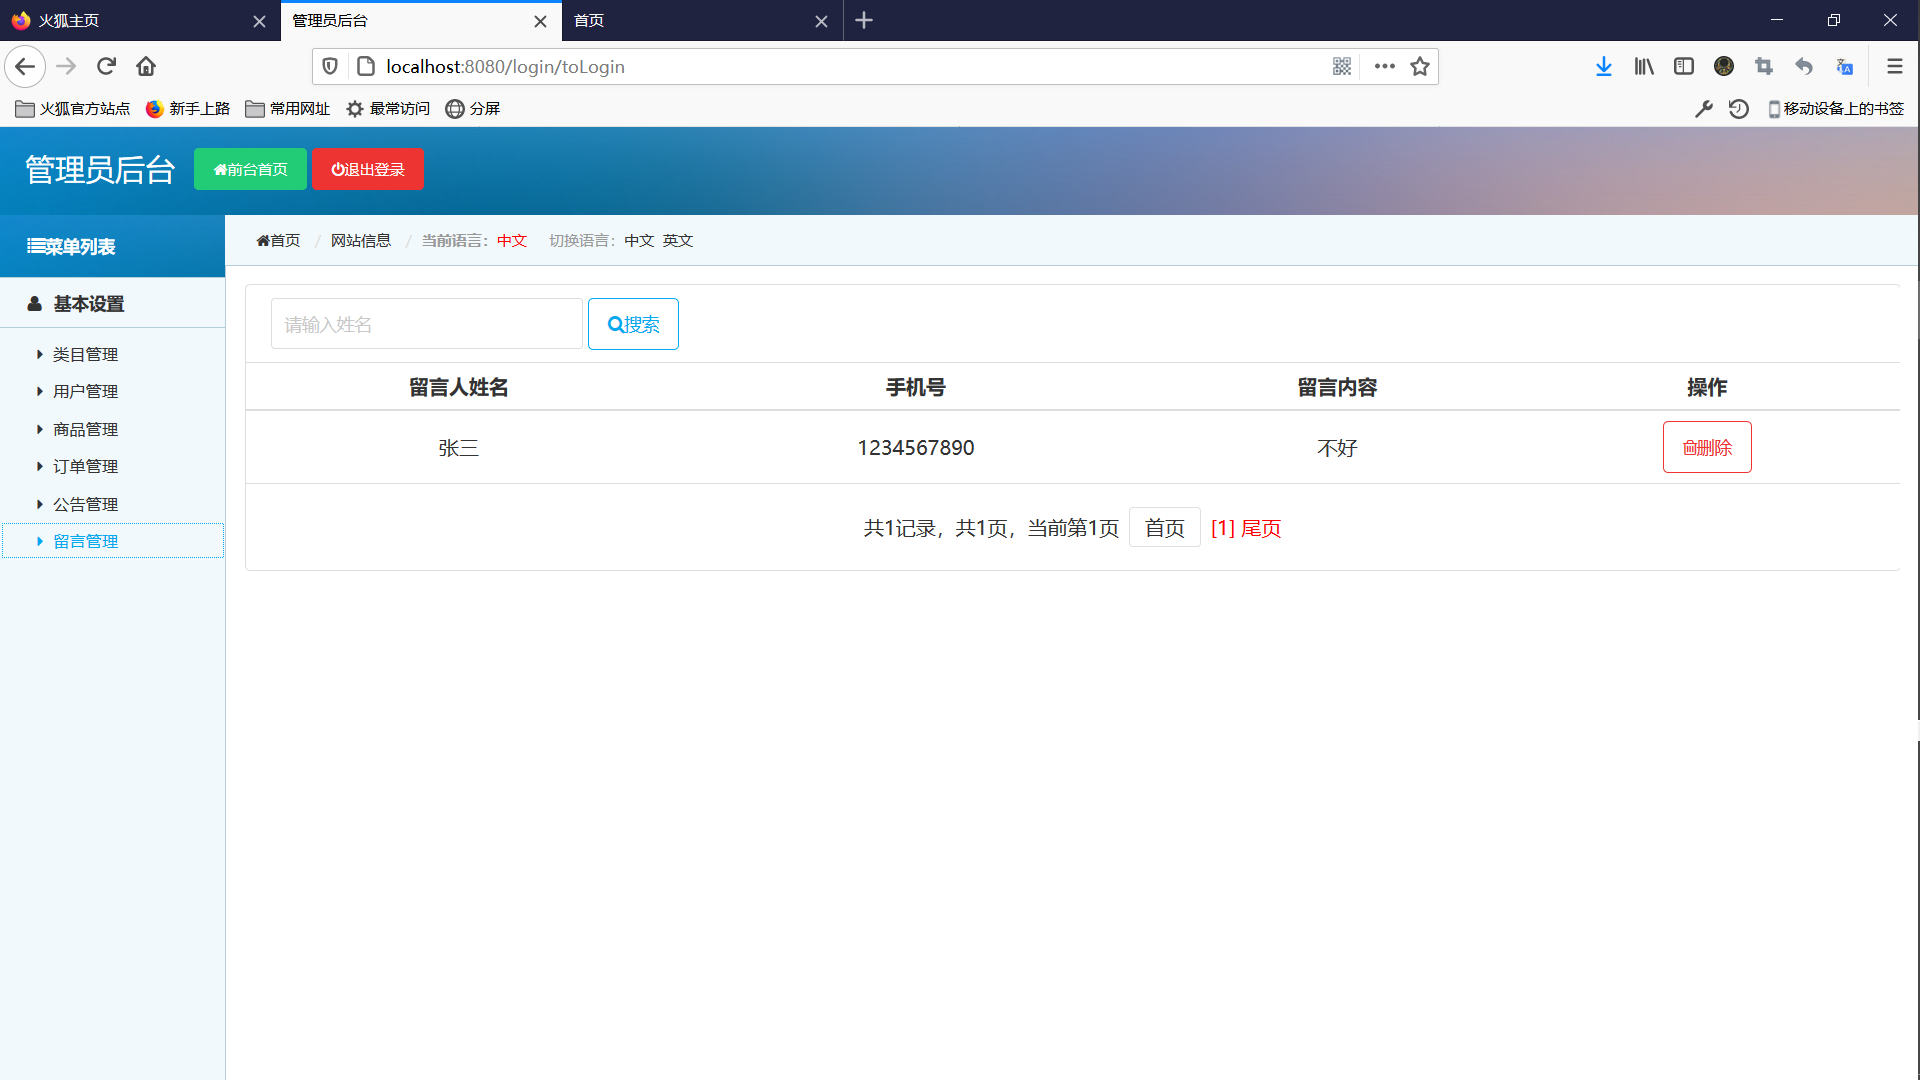 火狐主页
管理员后台
首页
localhost:8080/login/toLogin
火狐官方站点 新手上路 常用网址 最常访问 分屏 移动设备上的书签
管理员后台 前台首页 退出登录
菜单列表
首页 / 网站信息 / 当前语言：中文 切换语言：中文 英文
基本设置
类目管理
用户管理
商品管理
订单管理
公告管理
留言管理
请输入姓名 搜索
留言人姓名 手机号 留言内容 操作
张三 1234567890 不好 删除
共1记录，共1页，当前第1页 首页 [1] 尾页